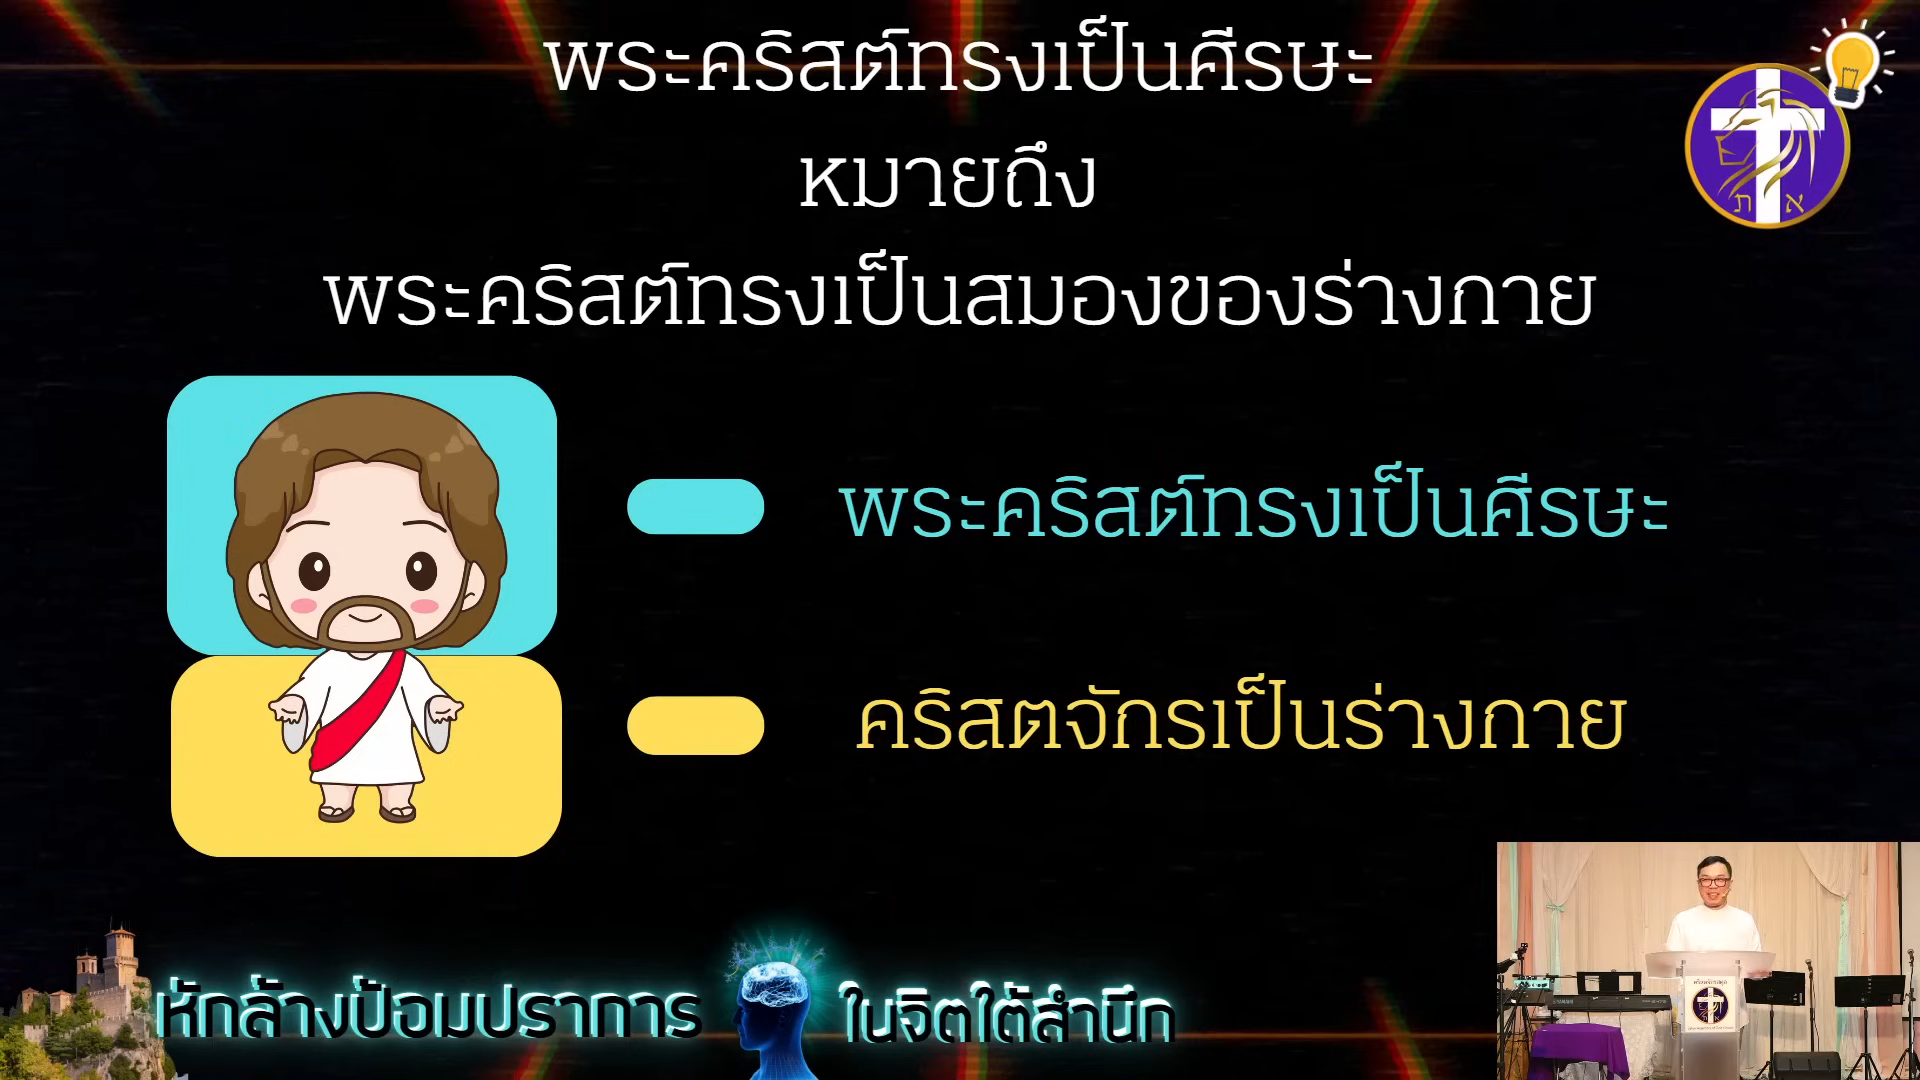 พระคริสต์ทรงเป็นศีรษะ
หมายถึง
พระคริสต์ทรงเป็นสมองของร่างกาย
ת א
พระคริสต์ทรงเป็นศีรษะ
คริสตจักรเป็นร่างกาย
หักล้างป้อมปราการ ในจิตใต้สำนึก